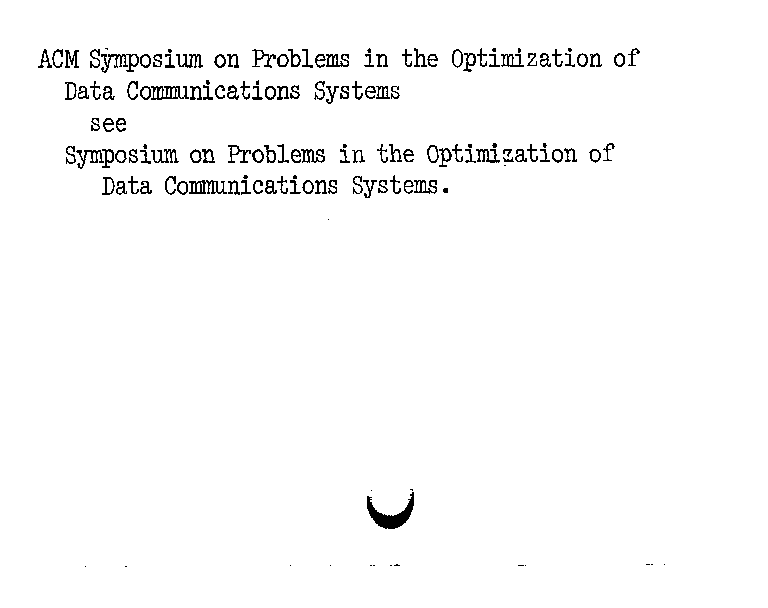 ACM Symposium on Problems in the Optimization of
Data Communications Systems
see
Symposium on Problems in the Optimization of
Data Communications Systems.